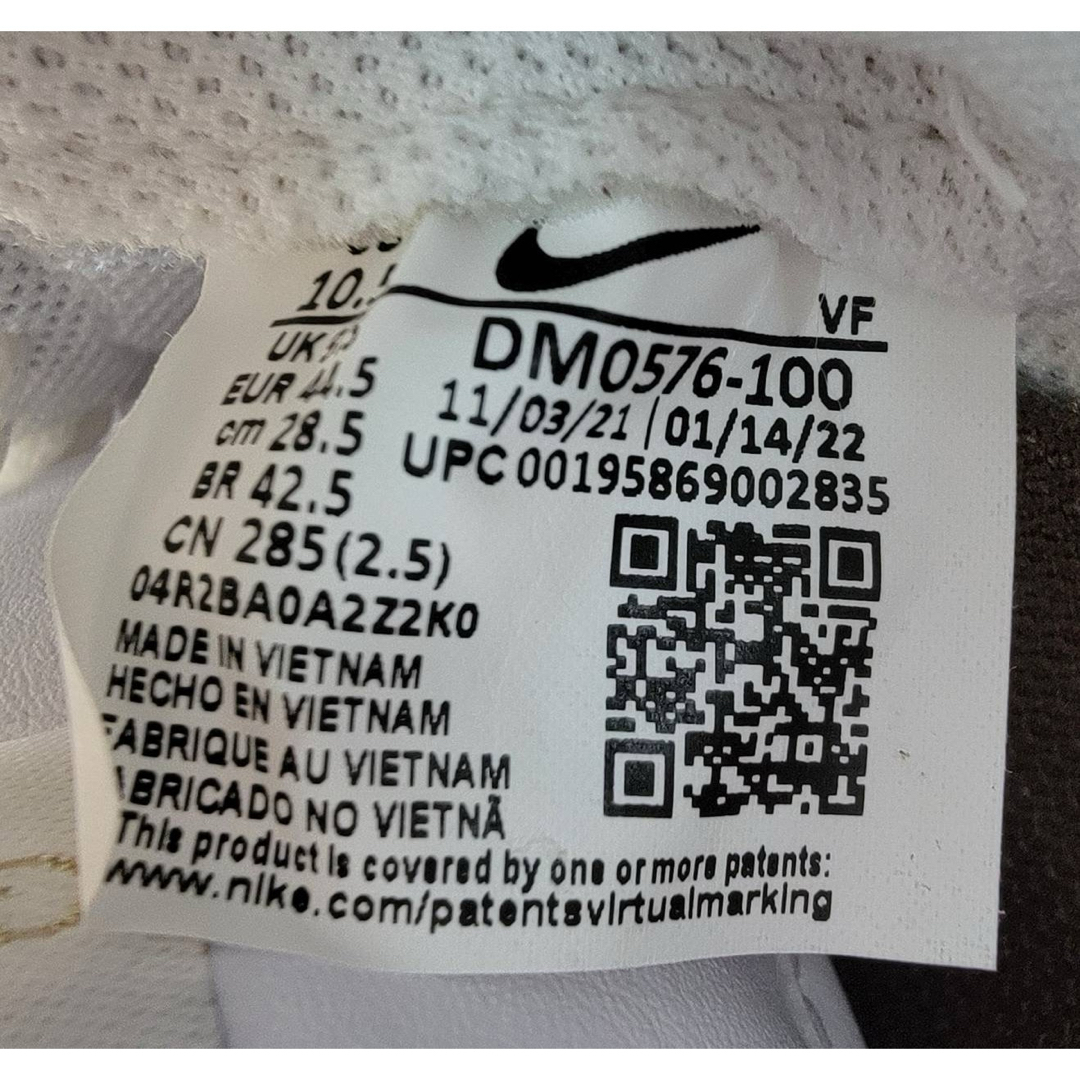 VF
UK
EUR 44.5
cm 28.5
BR 42.5
CN 285 (2.5)
04R2BA0A2Z2K0
DM0576-100
11/03/21 | 01/14/22
UPC 00195869002835
MADE IN VIETNAM
HECHO EN VIETNAM
FABRIQUE AU VIETNAM
FABRICADO NO VIETNÃ
This product is covered by one or more patents:
www.nike.com/patentsvirtualmarking